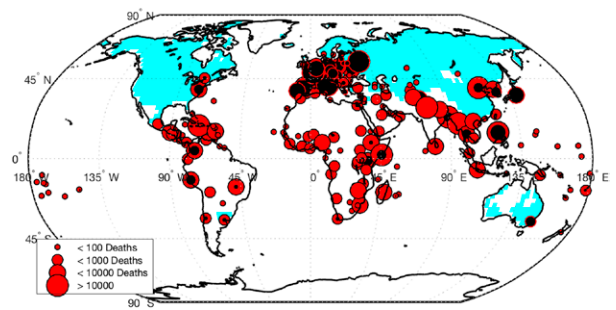 90° N
45° N
0°
180° W
135° W
90° W
45° W
0
45° E
90° E
135° E
180° E
45° S
< 100 Deaths
< 1000 Deaths
< 10000 Deaths
> 10000
90° S